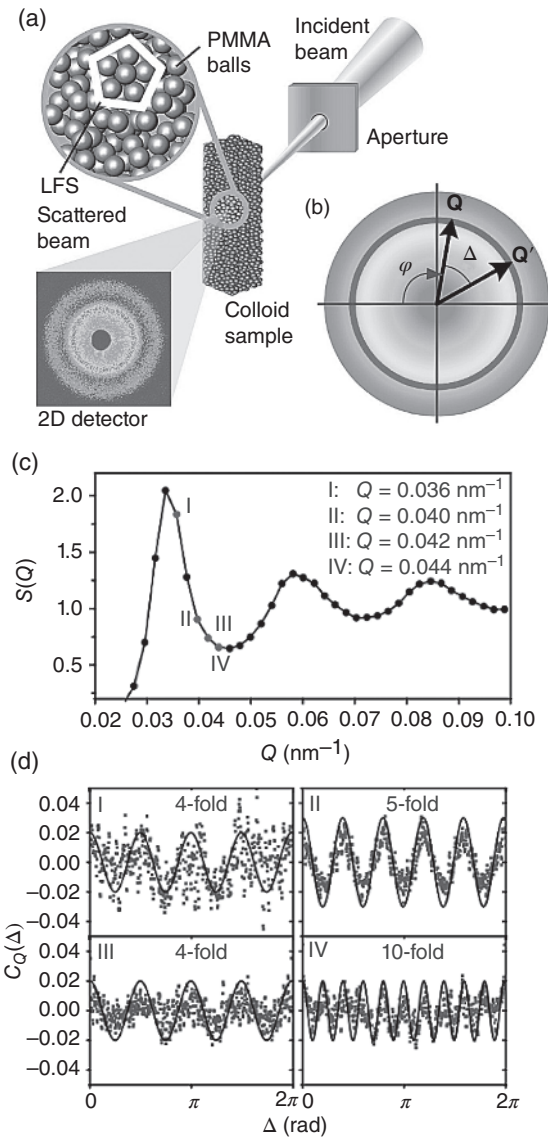 (a)
PMMA
balls
Incident
beam
Aperture
LFS
Scattered
beam
Colloid
sample
2D detector
(b)
Q
Q'
φ
Δ
(c)
S(Q)
2.0
1.5
1.0
0.5
I
II
III
IV
I: Q = 0.036 nm⁻¹
II: Q = 0.040 nm⁻¹
III: Q = 0.042 nm⁻¹
IV: Q = 0.044 nm⁻¹
0.02 0.03 0.04 0.05 0.06 0.07 0.08 0.09 0.10
Q (nm⁻¹)
(d)
C_Q(Δ)
0.04
0.02
0.00
−0.02
−0.04
I 4-fold
II 5-fold
0.04
0.02
0.00
−0.02
−0.04
III 4-fold
IV 10-fold
0 π 2π
0 π 2π
Δ (rad)